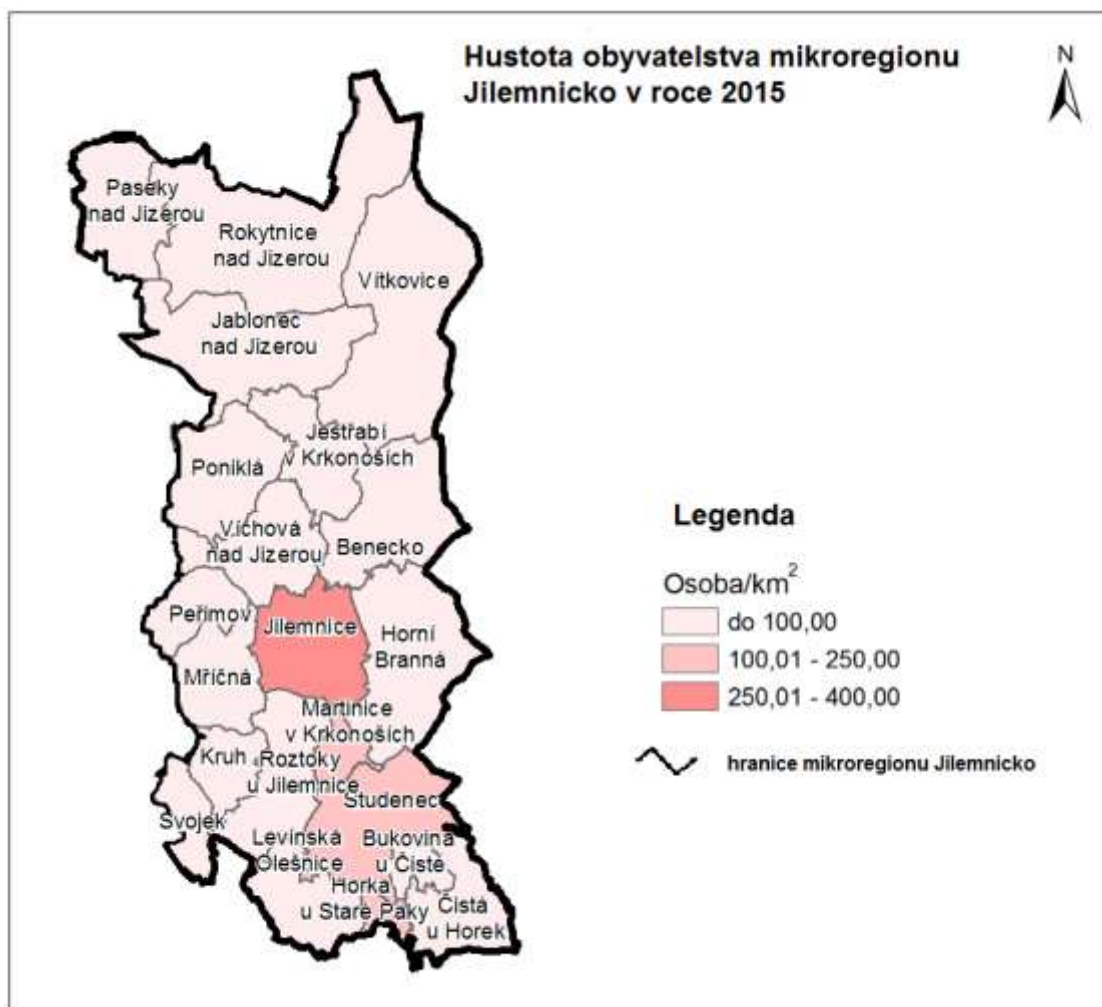 Hustota obyvatelstva mikroregionu
Jilemnicko v roce 2015
N
Paseky
nad Jizerou
Rokytnice
nad Jizerou
Vítkovice
Jablonec
nad Jizerou
Jestřabí
v Krkonoších
Poniklá
Víchová
nad Jizerou
Benecko
Peřimov
Jilemnice
Horní
Branná
Mříčná
Martinice
v Krkonoších
Kruh
Roztoky
u Jilemnice
Studenec
Svojek
Levínská
Olešnice
Bukovina
u Čisté
Horka
u Staré Paky
Čistá
u Horek
Legenda
Osoba/km²
do 100,00
100,01 - 250,00
250,01 - 400,00
hranice mikroregionu Jilemnicko